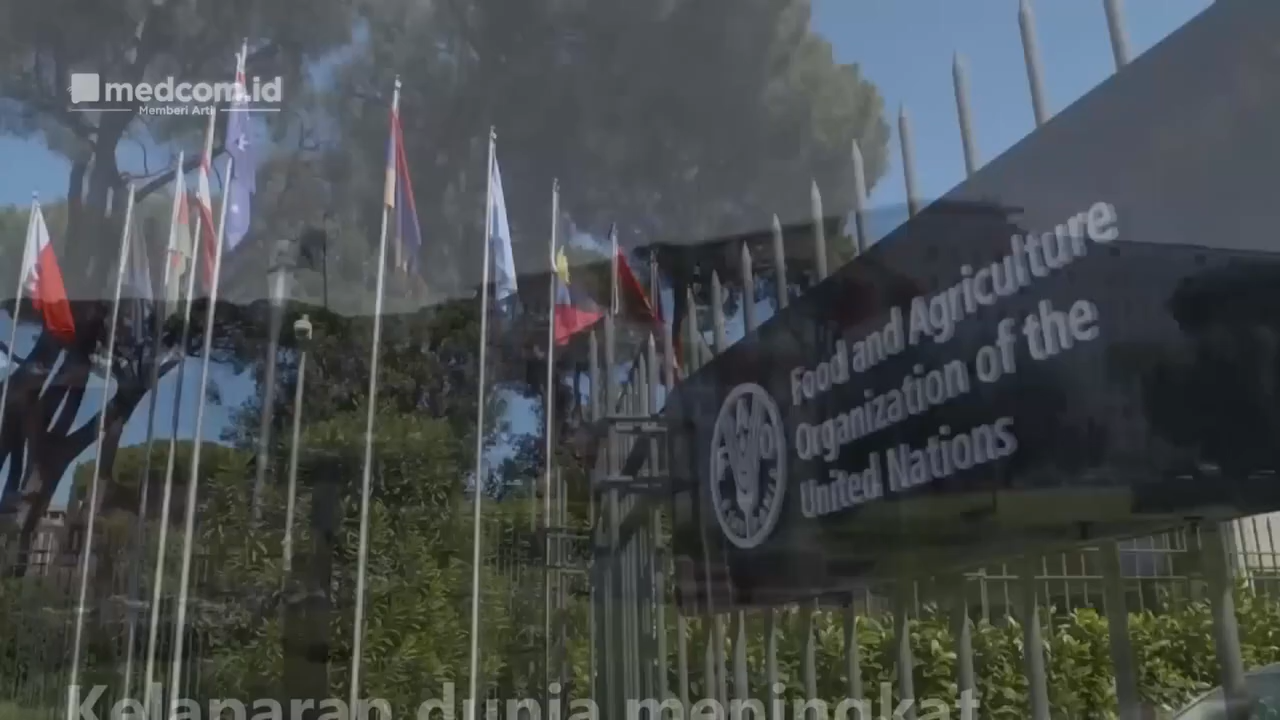 medcom.id
Memberi Arti
Food and Agriculture
Organization of the
United Nations
Kelaparan dunia meningkat